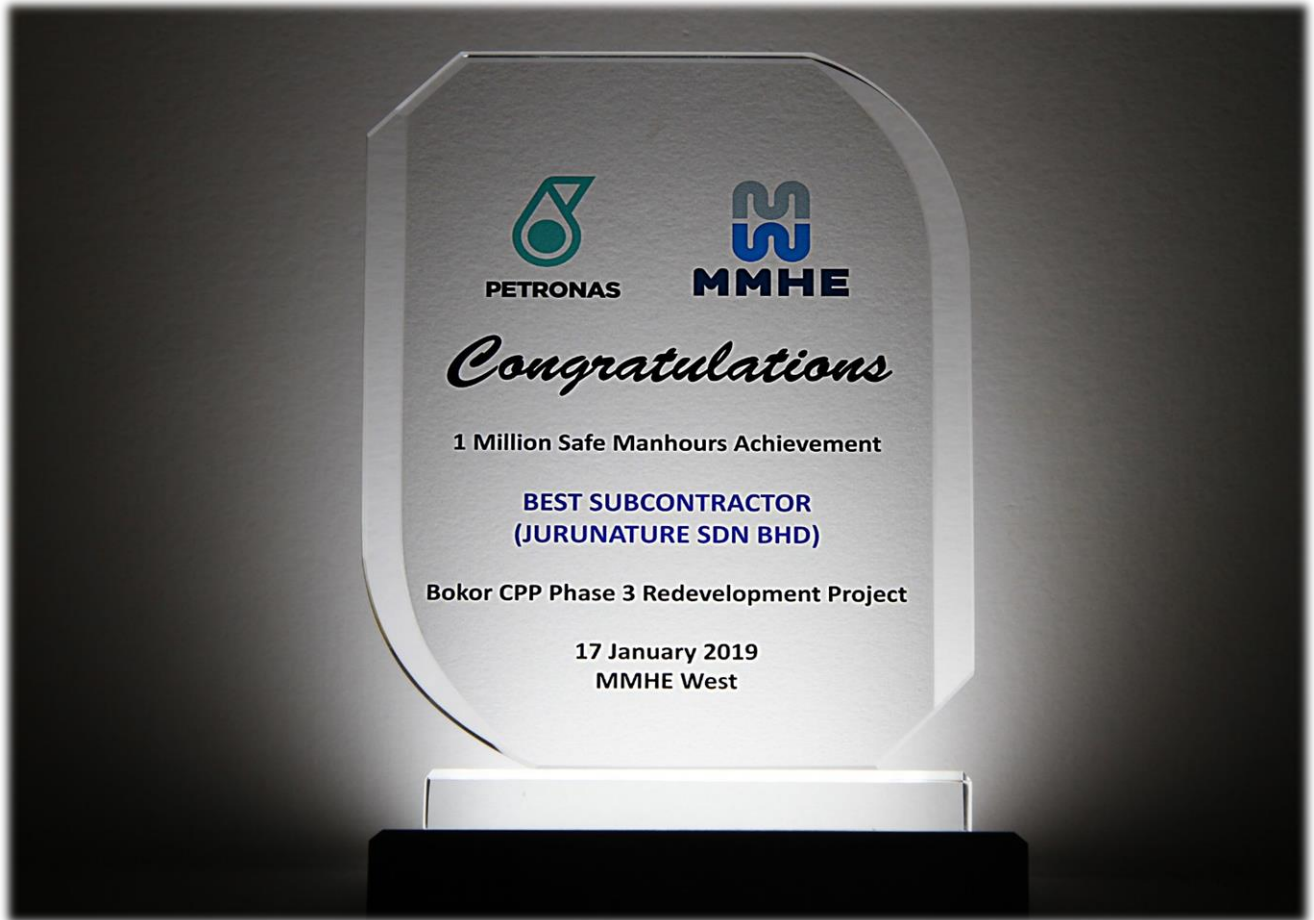 PETRONAS
MMHE
Congratulations
1 Million Safe Manhours Achievement
BEST SUBCONTRACTOR
(JURUNATURE SDN BHD)
Bokor CPP Phase 3 Redevelopment Project
17 January 2019
MMHE West